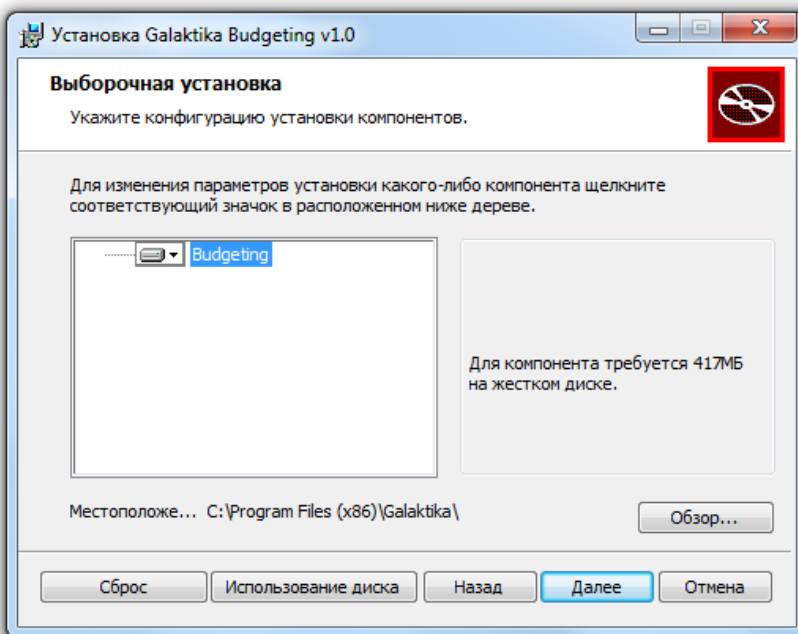 Установка Galaktika Budgeting v1.0
Выборочная установка
Укажите конфигурацию установки компонентов.
Для изменения параметров установки какого-либо компонента щелкните
соответствующий значок в расположенном ниже дереве.
Budgeting
Для компонента требуется 417МБ
на жестком диске.
Местоположе... C:\Program Files (x86)\Galaktika\
Обзор...
Сброс Использование диска Назад Далее Отмена